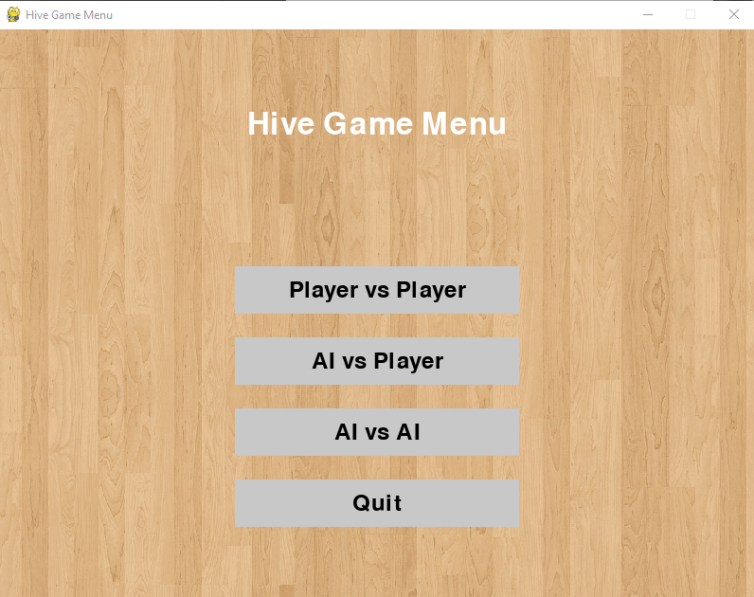 Hive Game Menu
Hive Game Menu
Player vs Player
AI vs Player
AI vs AI
Quit